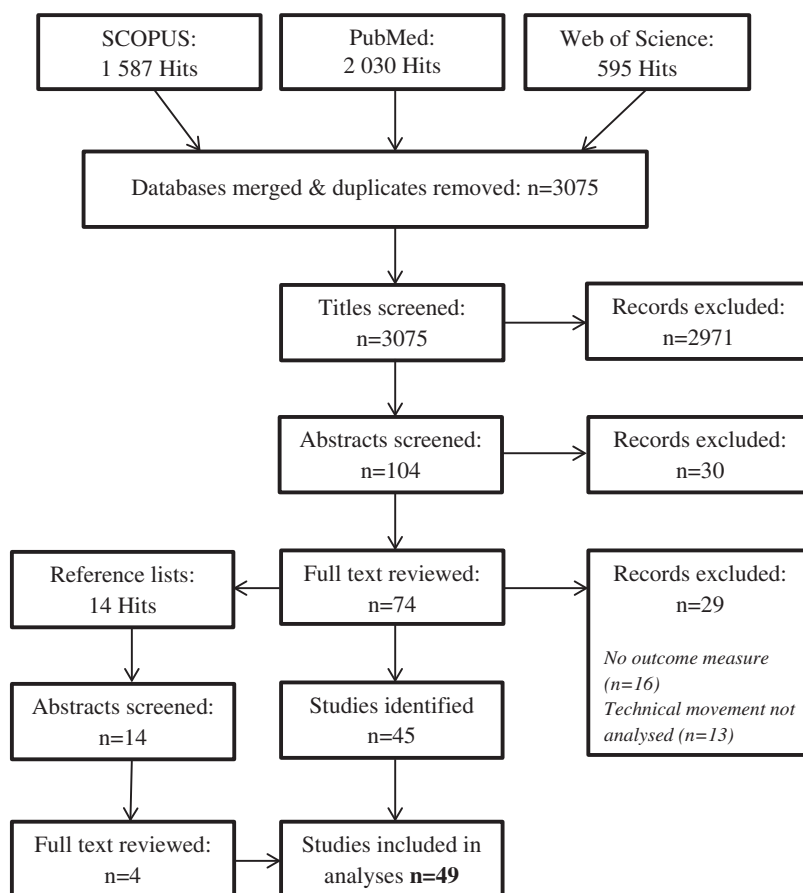 SCOPUS:
1 587 Hits
PubMed:
2 030 Hits
Web of Science:
595 Hits
Databases merged & duplicates removed: n=3075
Titles screened:
n=3075
Records excluded:
n=2971
Abstracts screened:
n=104
Records excluded:
n=30
Reference lists:
14 Hits
Full text reviewed:
n=74
Records excluded:
n=29
No outcome measure
(n=16)
Technical movement not
analysed (n=13)
Abstracts screened:
n=14
Studies identified
n=45
Full text reviewed:
n=4
Studies included in
analyses n=49